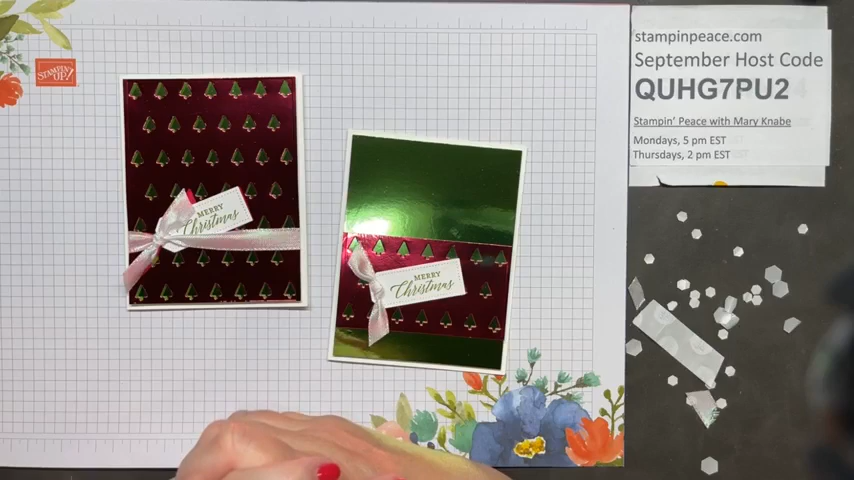 STAMPIN' UP!
stampinpeace.com
September Host Code
QUHG7PU2
Stampin' Peace with Mary Knabe
Mondays, 5 pm EST
Thursdays, 2 pm EST
MERRY
Christmas
MERRY
Christmas